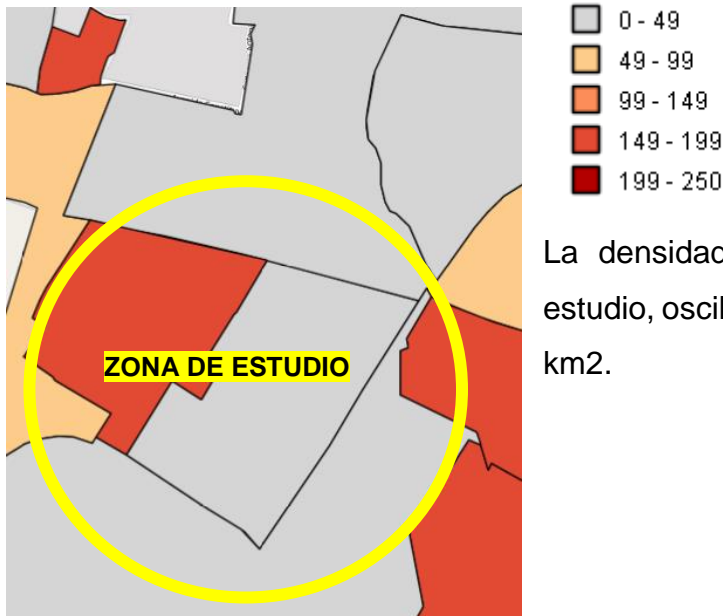 0 - 49
49 - 99
99 - 149
149 - 199
199 - 250
La densidad
estudio, oscil
km2.
ZONA DE ESTUDIO